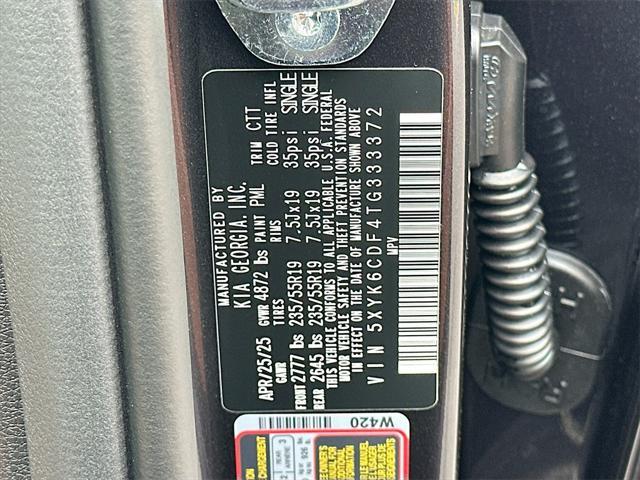 MANUFACTURED BY
KIA GEORGIA, INC.
APR/25/25 GVWR 4872 lbs PAINT PML TRIM CTT
GAWR TIRES RIMS COLD TIRE INFL
FRONT 2777 lbs 235/55R19 7.5Jx19 35psi SINGLE
REAR 2645 lbs 235/55R19 7.5Jx19 35psi SINGLE
THIS VEHICLE CONFORMS TO ALL APPLICABLE U.S.A. FEDERAL
MOTOR VEHICLE SAFETY AND THEFT PREVENTION STANDARDS
IN EFFECT ON THE DATE OF MANUFACTURE SHOWN ABOVE
VIN 5XYK6CDF4TG333372
MPV
W420